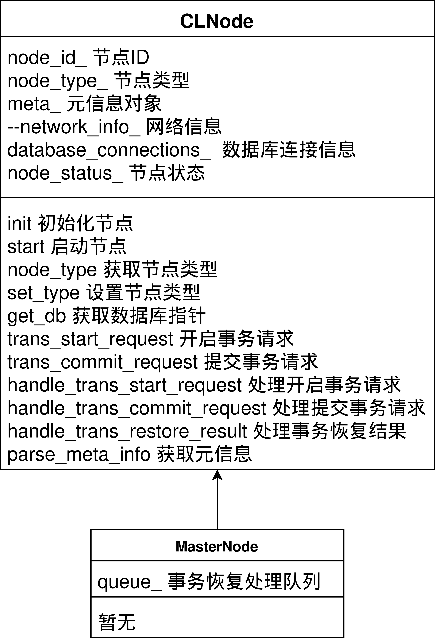 CLNode
node_id_ 节点ID
node_type_ 节点类型
meta_ 元信息对象
--network_info_ 网络信息
database_connections_ 数据库连接信息
node_status_ 节点状态
init 初始化节点
start 启动节点
node_type 获取节点类型
set_type 设置节点类型
get_db 获取数据库指针
trans_start_request 开启事务请求
trans_commit_request 提交事务请求
handle_trans_start_request 处理开启事务请求
handle_trans_commit_request 处理提交事务请求
handle_trans_restore_result 处理事务恢复结果
parse_meta_info 获取元信息
MasterNode
queue_ 事务恢复处理队列
暂无